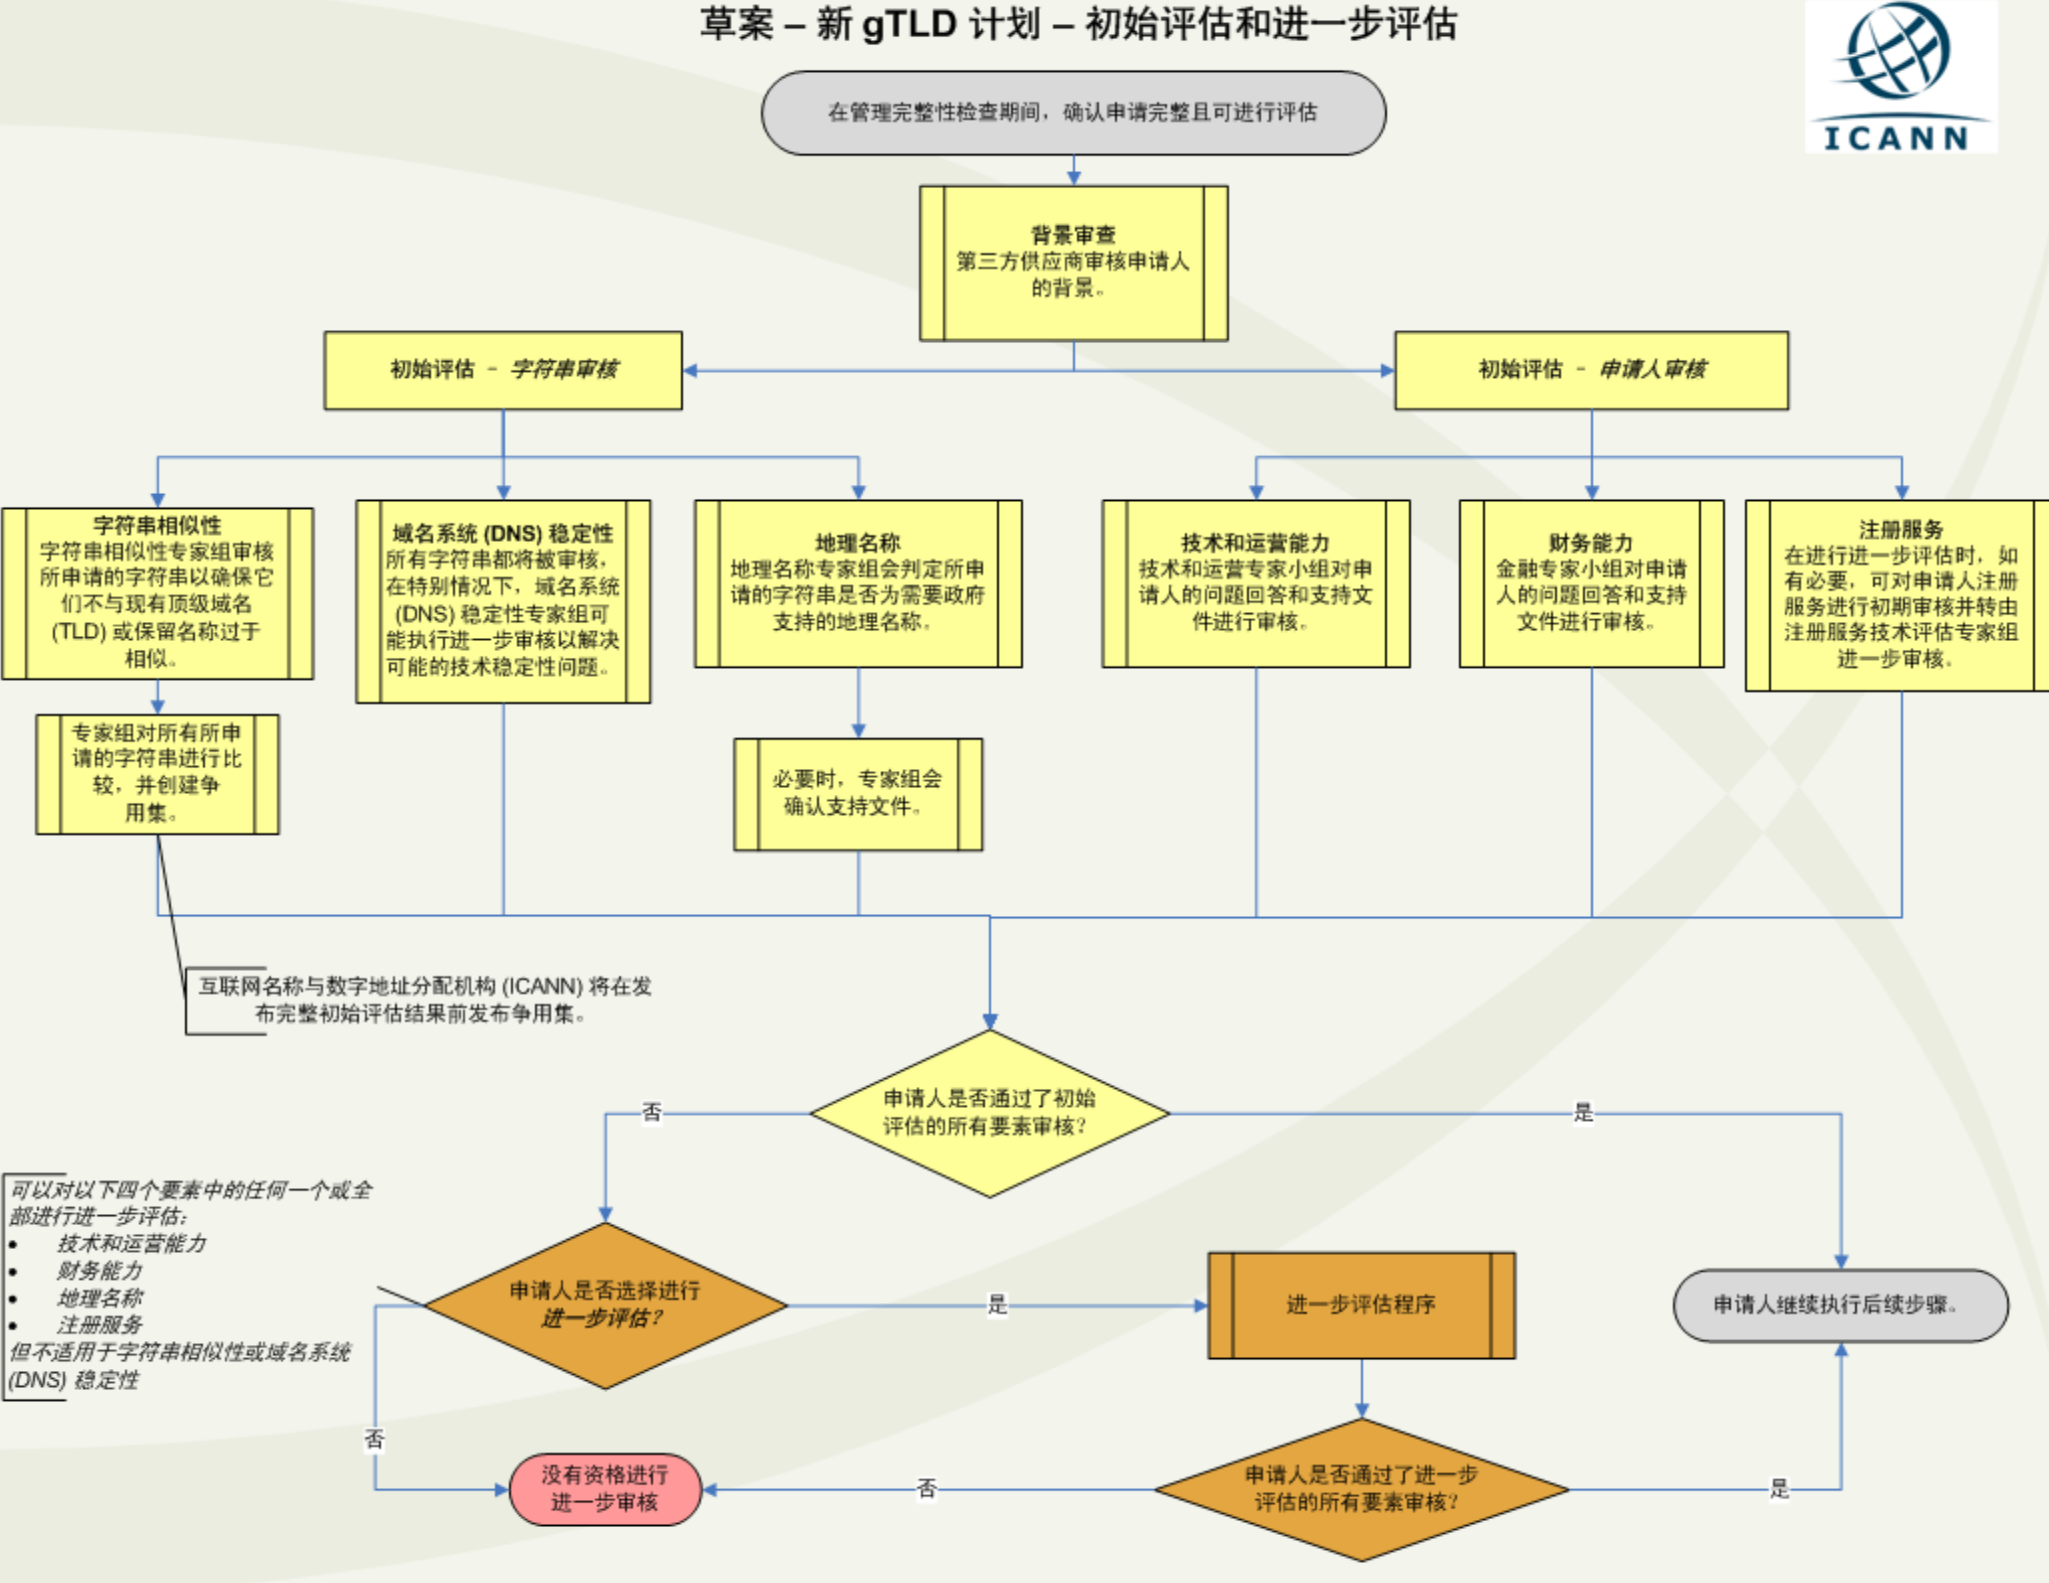 草案 – 新 gTLD 计划 – 初始评估和进一步评估
ICANN
在管理完整性检查期间，确认申请完整且可进行评估
背景审查
第三方供应商审核申请人
的背景。
初始评估 - 字符串审核
初始评估 - 申请人审核
字符串相似性
字符串相似性专家组审核
所申请的字符串以确保它
们不与现有顶级域名
(TLD) 或保留名称过于
相似。
域名系统 (DNS) 稳定性
所有字符串都将被审核，
在特别情况下，域名系统
(DNS) 稳定性专家组可
能执行进一步审核以解决
可能的技术稳定性问题。
地理名称
地理名称专家组会判定所申
请的字符串是否为需要政府
支持的地理名称。
技术和运营能力
技术和运营专家小组对申
请人的问题回答和支持文
件进行审核。
财务能力
金融专家小组对申请
人的问题回答和支持
文件进行审核。
注册服务
在进行进一步评估时，如
有必要，可对申请人注册
服务进行初期审核并转由
注册服务技术评估专家组
进一步审核。
专家组对所有所申
请的字符串进行比
较，并创建争
用集。
必要时，专家组会
确认支持文件。
互联网名称与数字地址分配机构 (ICANN) 将在发
布完整初始评估结果前发布争用集。
申请人是否通过了初始
评估的所有要素审核？
否
是
可以对以下四个要素中的任何一个或全
部进行进一步评估：
• 技术和运营能力
• 财务能力
• 地理名称
• 注册服务
但不适用于字符串相似性或域名系统
(DNS) 稳定性
申请人是否选择进行
进一步评估？
是
进一步评估程序
申请人继续执行后续步骤。
否
没有资格进行
进一步审核
否
申请人是否通过了进一步
评估的所有要素审核？
是